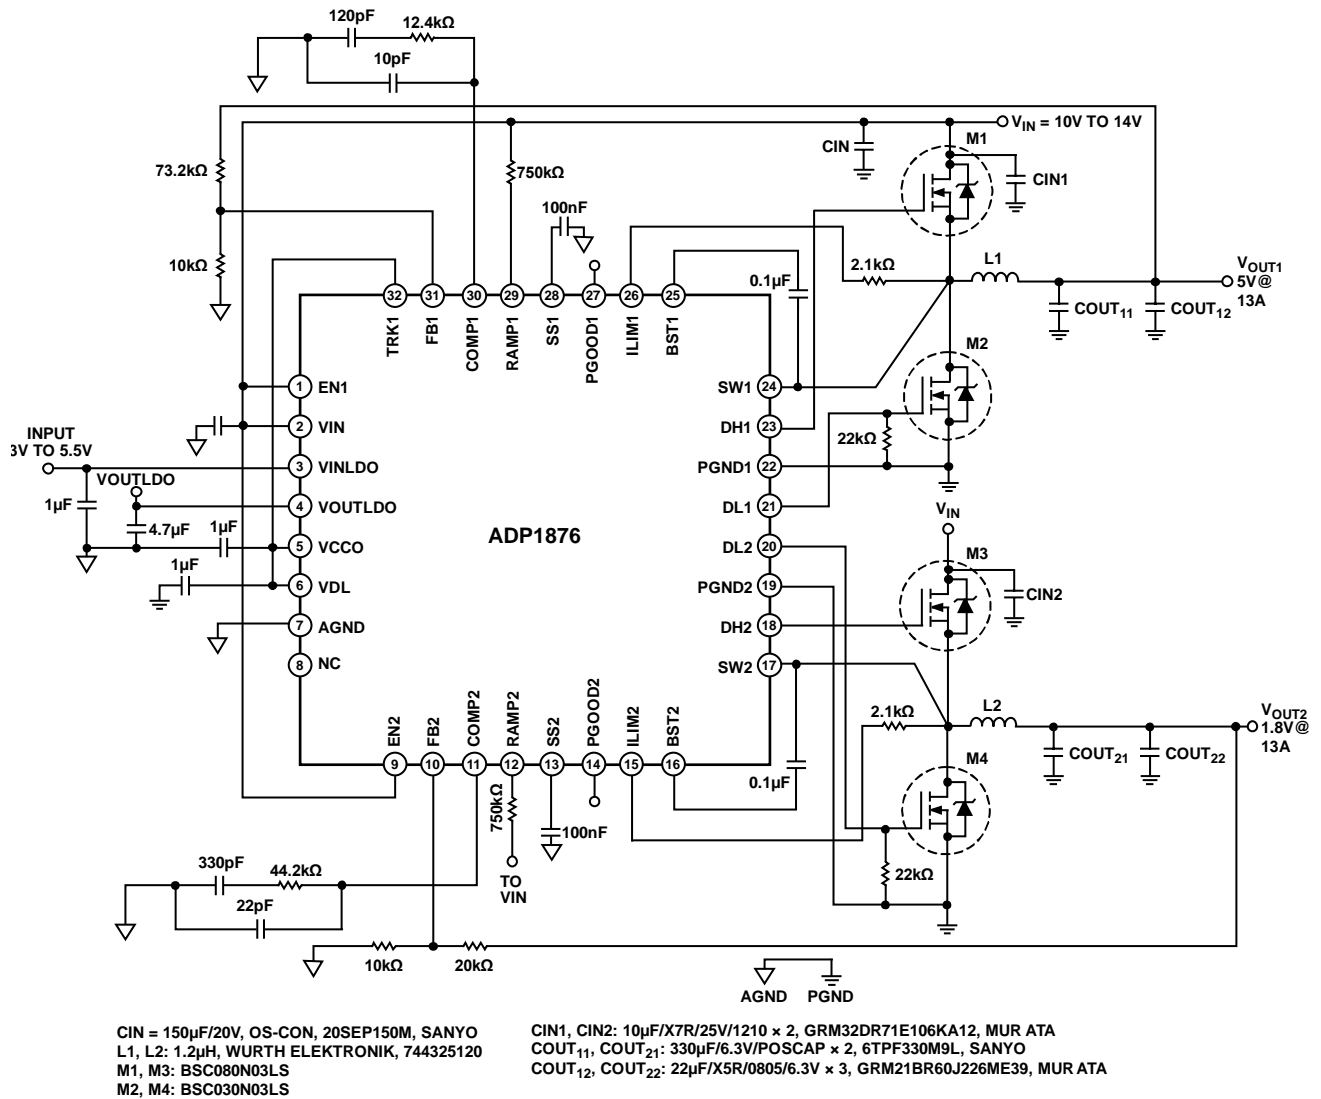 120pF
12.4kΩ
10pF
VIN = 10V TO 14V
M1
CIN
CIN1
73.2kΩ
750kΩ
100nF
10kΩ
2.1kΩ
L1
VOUT1
5V@
13A
0.1µF
COUT11
COUT12
32
31
30
29
28
27
26
25
TRK1
FB1
COMP1
RAMP1
SS1
PGOOD1
ILIM1
BST1
M2
1
EN1
SW1
24
2
VIN
DH1
23
22kΩ
INPUT
3V TO 5.5V
3
VINLDO
PGND1
22
VOUTLDO
4
VOUTLDO
DL1
21
VIN
1µF
4.7µF
1µF
ADP1876
5
VCCO
DL2
20
M3
1µF
6
VDL
PGND2
19
CIN2
7
AGND
DH2
18
8
NC
SW2
17
EN2
FB2
COMP2
RAMP2
SS2
PGOOD2
ILIM2
BST2
2.1kΩ
L2
VOUT2
1.8V@
13A
COUT21
COUT22
9
10
11
12
13
14
15
16
0.1µF
M4
750kΩ
100nF
TO
VIN
22kΩ
330pF
44.2kΩ
22pF
10kΩ
20kΩ
AGND
PGND
CIN = 150µF/20V, OS-CON, 20SEP150M, SANYO
L1, L2: 1.2µH, WURTH ELEKTRONIK, 744325120
M1, M3: BSC080N03LS
M2, M4: BSC030N03LS
CIN1, CIN2: 10µF/X7R/25V/1210 × 2, GRM32DR71E106KA12, MUR ATA
COUT11, COUT21: 330µF/6.3V/POSCAP × 2, 6TPF330M9L, SANYO
COUT12, COUT22: 22µF/X5R/0805/6.3V × 3, GRM21BR60J226ME39, MUR ATA